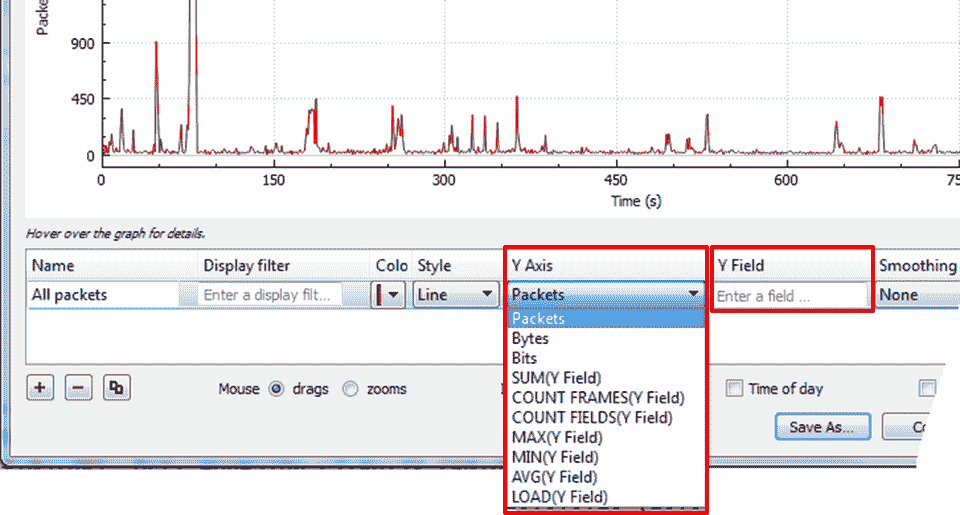 Packe
900
450
0
0 150 300 450 600 75
Time (s)
Hover over the graph for details.
Name Display filter Colo Style Y Axis Y Field Smoothing
All packets Enter a display filt... Line Packets Enter a field ... None
Packets
Bytes
Bits
SUM(Y Field)
COUNT FRAMES(Y Field)
COUNT FIELDS(Y Field)
MAX(Y Field)
MIN(Y Field)
AVG(Y Field)
LOAD(Y Field)
Mouse drags zooms Time of day
Save As... Co